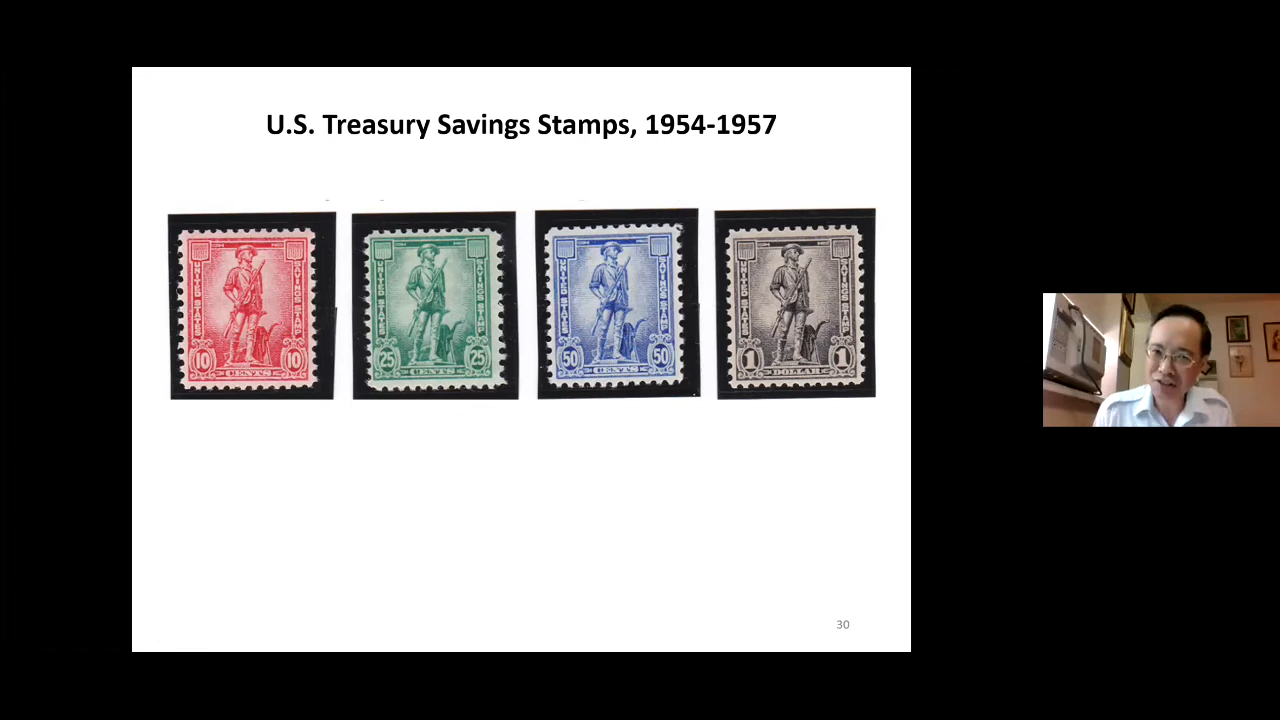 U.S. Treasury Savings Stamps, 1954-1957
UNITED STATES
SAVINGS STAMP
10
10
CENTS
UNITED STATES
SAVINGS STAMP
25
25
CENTS
UNITED STATES
SAVINGS STAMP
50
50
CENTS
UNITED STATES
SAVINGS STAMP
1
1
DOLLAR
30